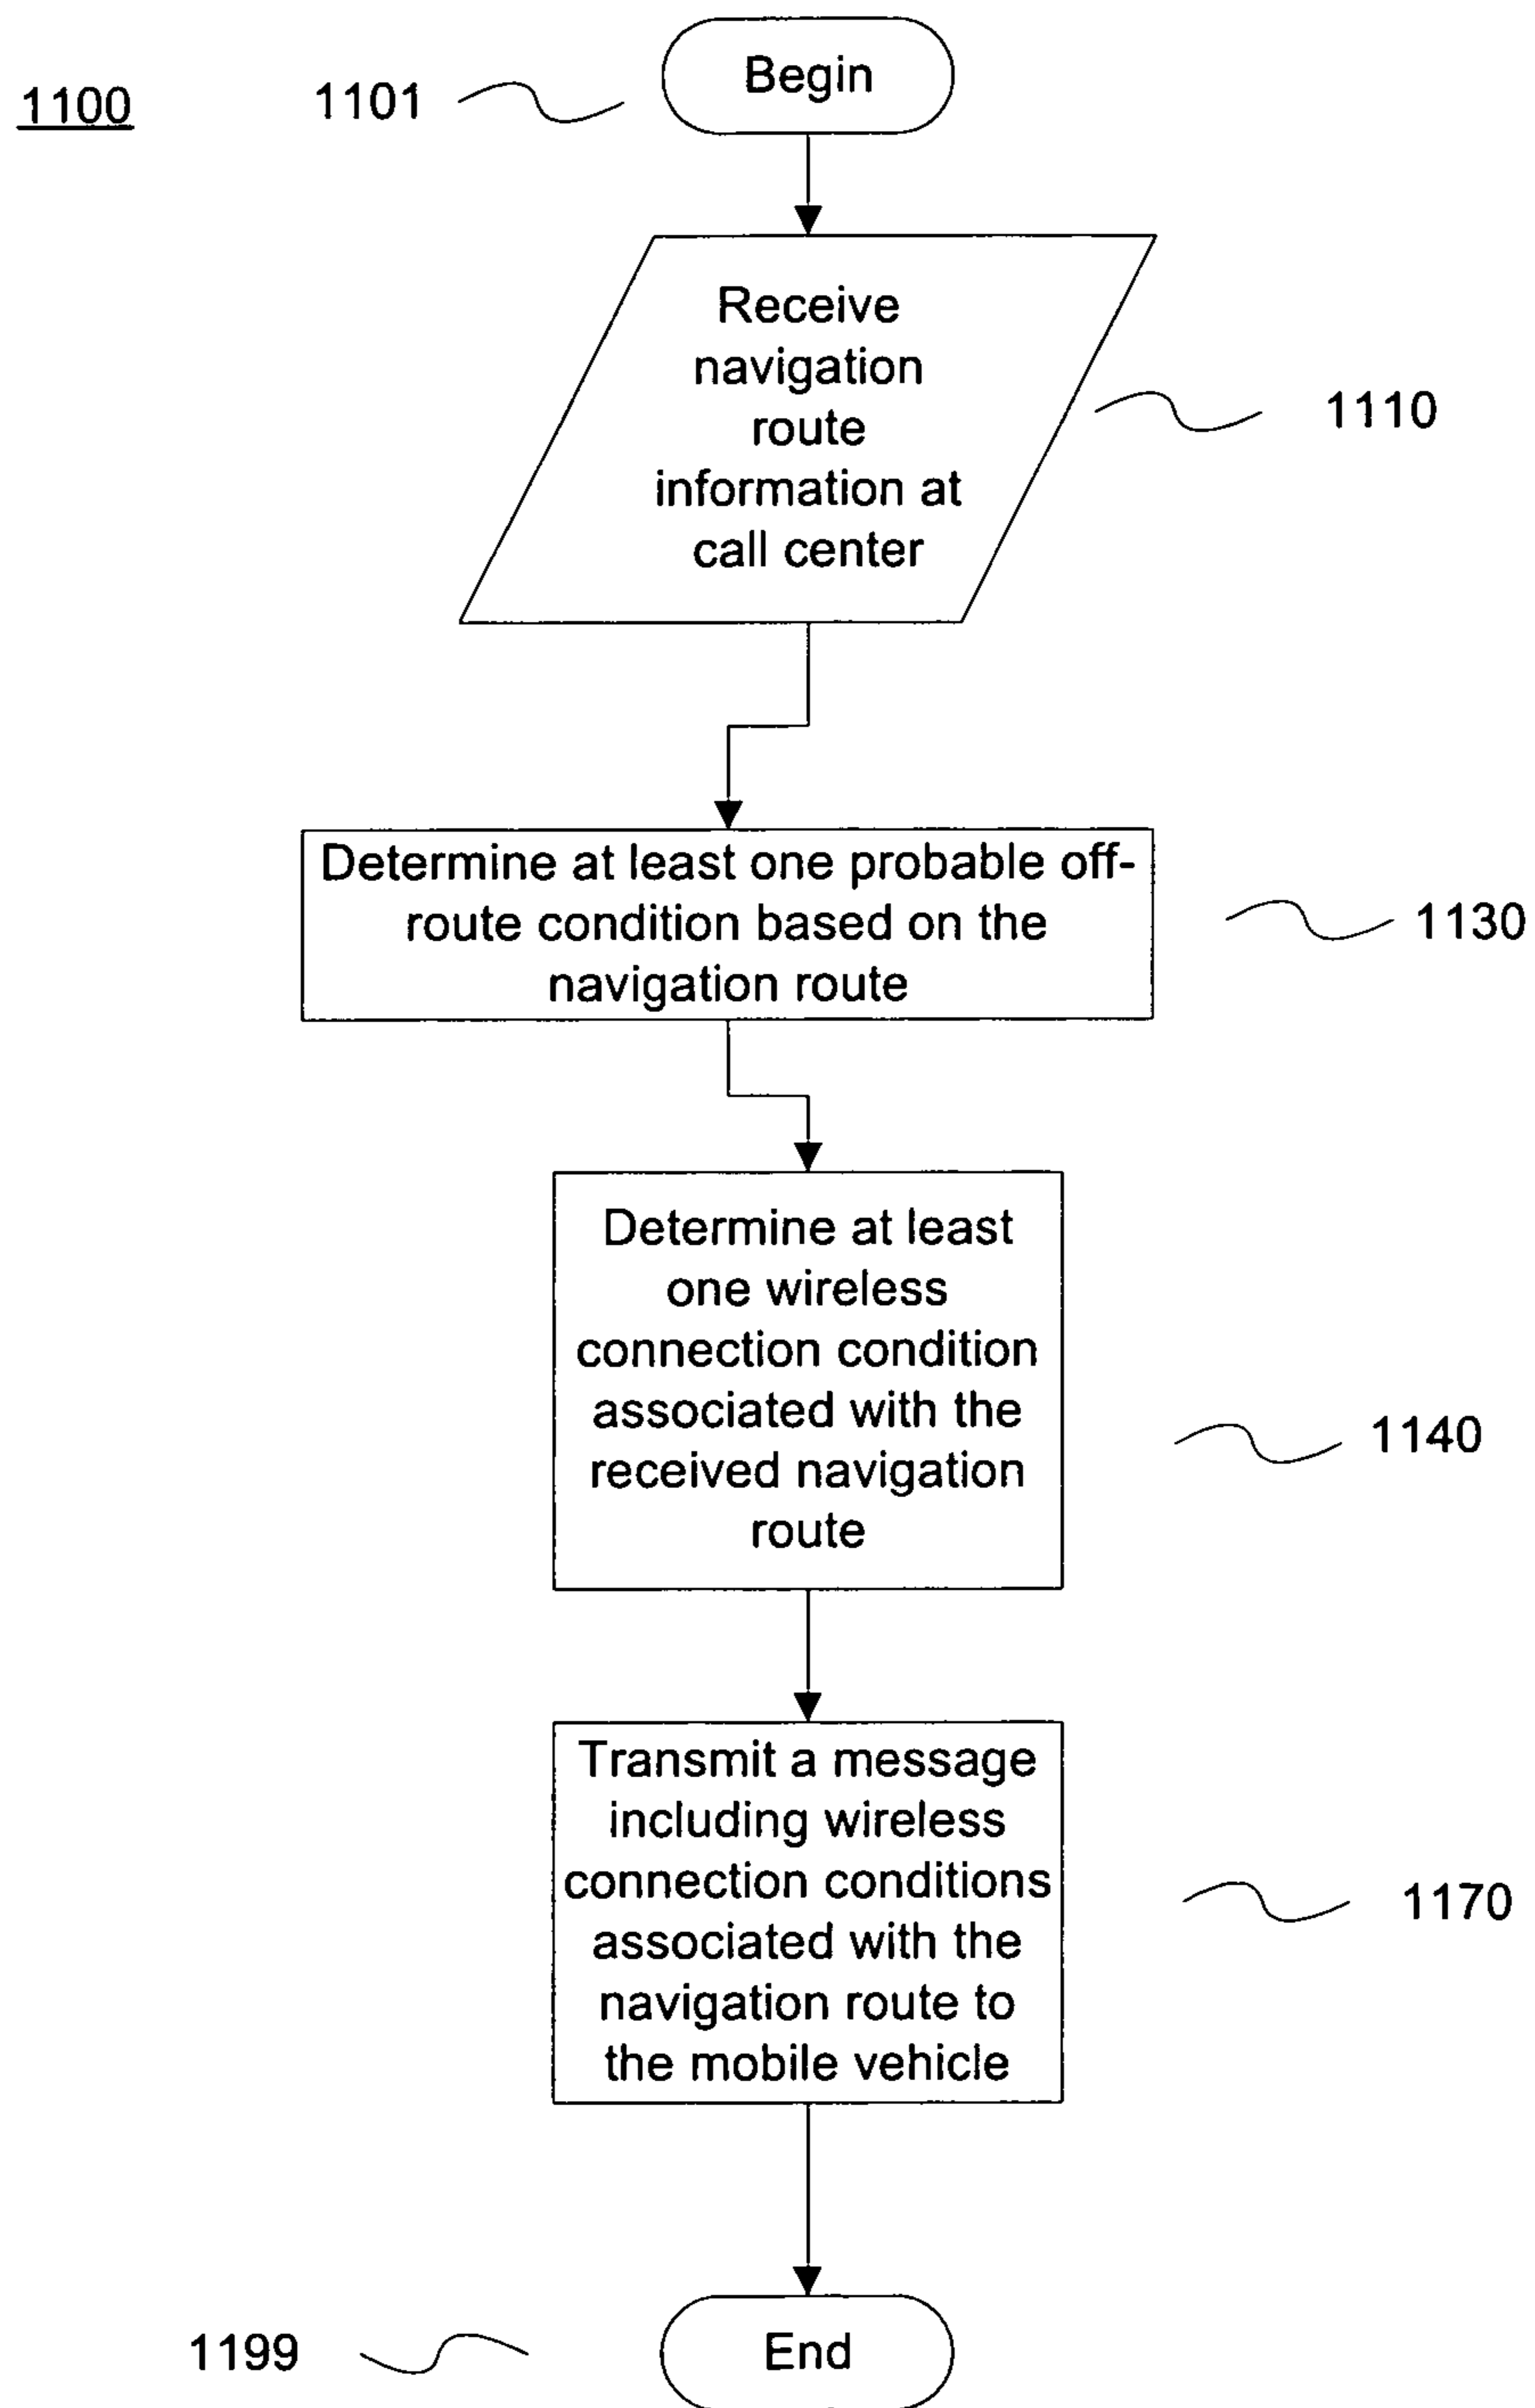 1100
1101
Begin
Receive
navigation
route
information at
call center
1110
Determine at least one probable off-
route condition based on the
navigation route
1130
Determine at least
one wireless
connection condition
associated with the
received navigation
route
1140
Transmit a message
including wireless
connection conditions
associated with the
navigation route to
the mobile vehicle
1170
1199
End